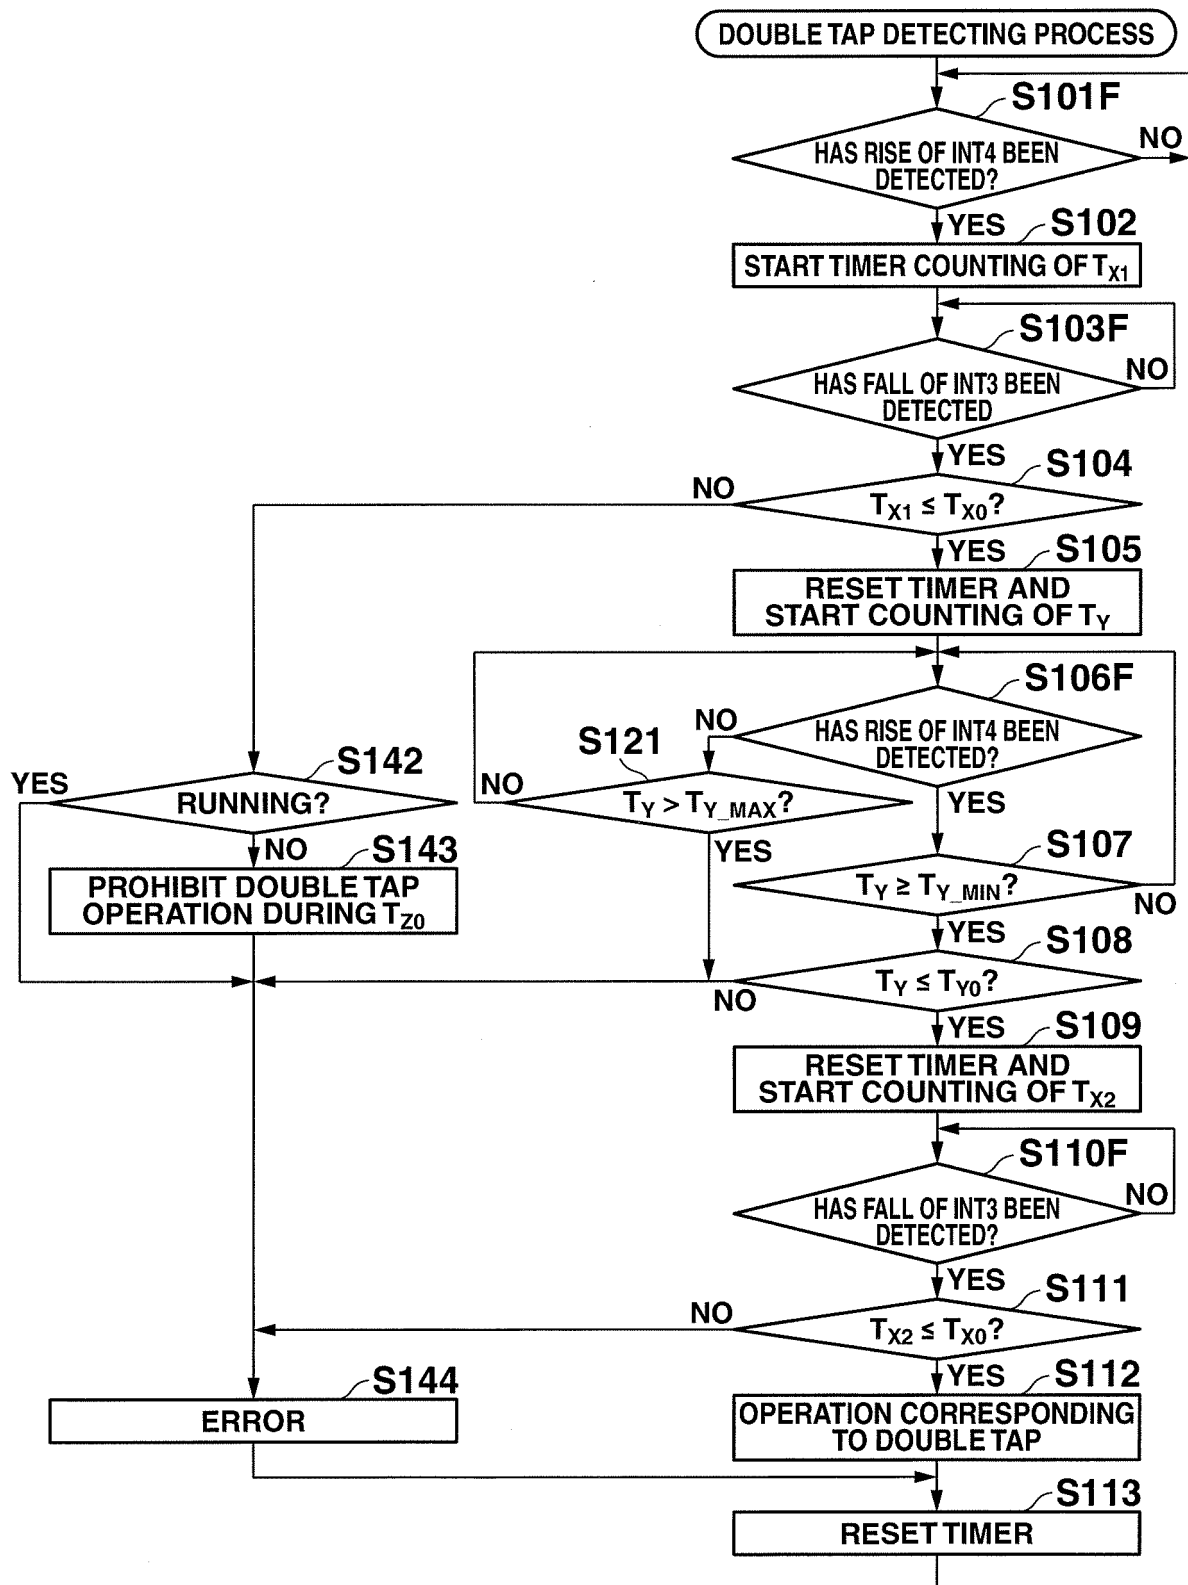 DOUBLE TAP DETECTING PROCESS
S101F
HAS RISE OF INT4 BEEN
DETECTED?
NO
YES
S102
START TIMER COUNTING OF TX1
S103F
HAS FALL OF INT3 BEEN
DETECTED
NO
YES
S104
TX1 ≤ TX0?
NO
YES
S105
RESET TIMER AND
START COUNTING OF TY
S106F
HAS RISE OF INT4 BEEN
DETECTED?
NO
YES
S121
TY > TY_MAX?
NO
YES
S142
RUNNING?
YES
NO
S143
PROHIBIT DOUBLE TAP
OPERATION DURING TZ0
S107
TY ≥ TY_MIN?
NO
YES
S108
TY ≤ TY0?
NO
YES
S109
RESET TIMER AND
START COUNTING OF TX2
S110F
HAS FALL OF INT3 BEEN
DETECTED?
NO
YES
S111
TX2 ≤ TX0?
NO
YES
S144
ERROR
S112
OPERATION CORRESPONDING
TO DOUBLE TAP
S113
RESET TIMER